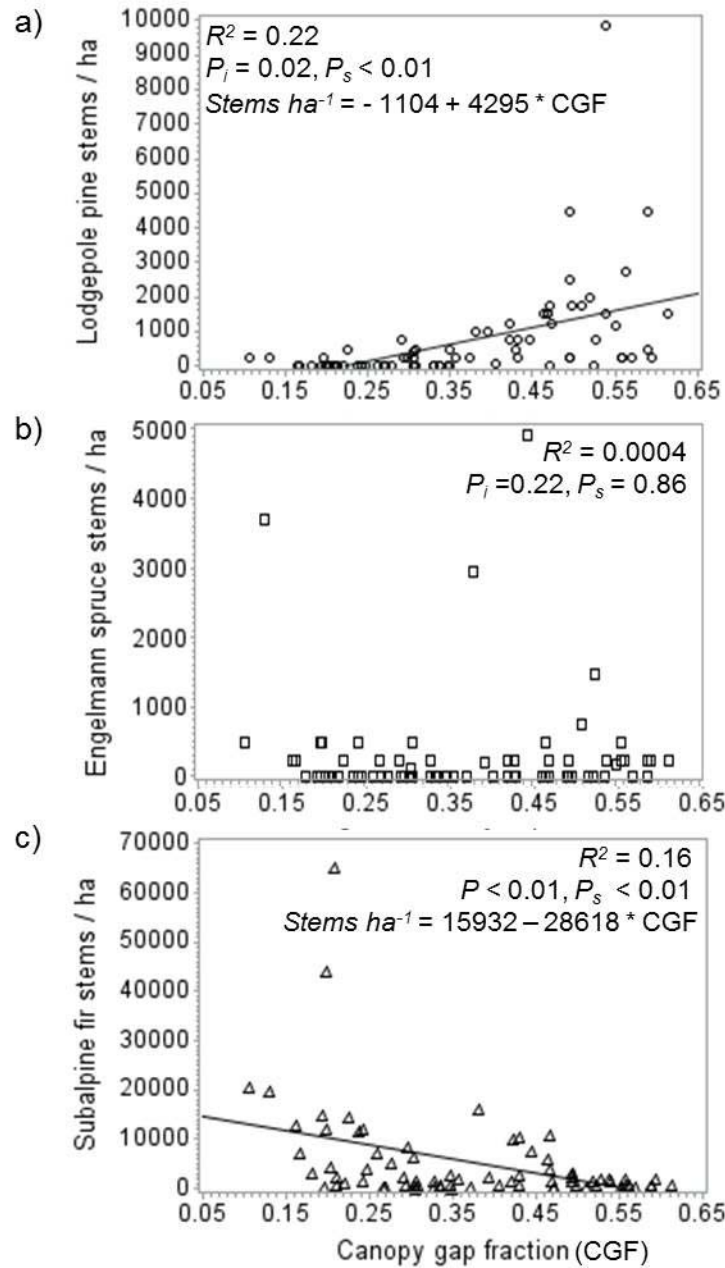 a)
Lodgepole pine stems / ha
10000
9000
8000
7000
6000
5000
4000
3000
2000
1000
0
R² = 0.22
Pᵢ = 0.02, Pₛ < 0.01
Stems ha⁻¹ = - 1104 + 4295 * CGF
0.05 0.15 0.25 0.35 0.45 0.55 0.65
b)
Engelmann spruce stems / ha
5000
4000
3000
2000
1000
0
R² = 0.0004
Pᵢ =0.22, Pₛ = 0.86
0.05 0.15 0.25 0.35 0.45 0.55 0.65
c)
Subalpine fir stems / ha
70000
60000
50000
40000
30000
20000
10000
0
R² = 0.16
P < 0.01, Pₛ < 0.01
Stems ha⁻¹ = 15932 – 28618 * CGF
0.05 0.15 0.25 0.35 0.45 0.55 0.65
Canopy gap fraction (CGF)